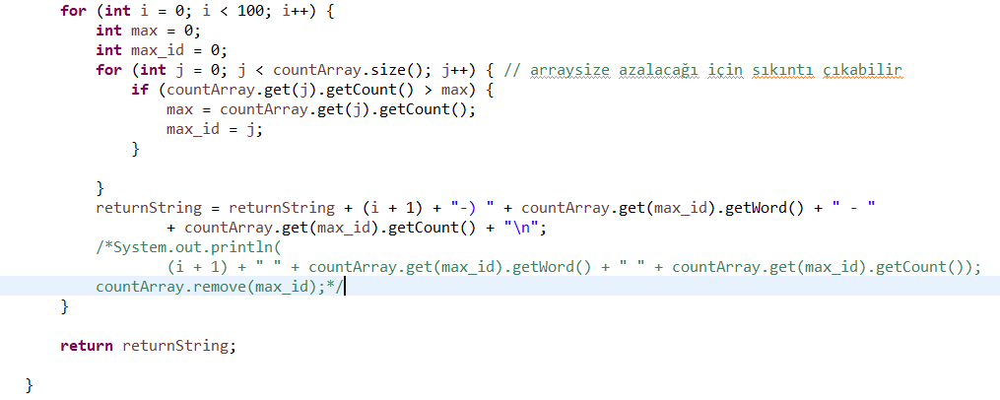 for (int i = 0; i < 100; i++) {
int max = 0;
int max_id = 0;
for (int j = 0; j < countArray.size(); j++) { // arraysize azalacağı için sıkıntı çıkabilir
if (countArray.get(j).getCount() > max) {
max = countArray.get(j).getCount();
max_id = j;
}
}
returnString = returnString + (i + 1) + "-) " + countArray.get(max_id).getWord() + " - "
+ countArray.get(max_id).getCount() + "\n";
/*System.out.println(
(i + 1) + " " + countArray.get(max_id).getWord() + " " + countArray.get(max_id).getCount());
countArray.remove(max_id);*/
}
return returnString;
}